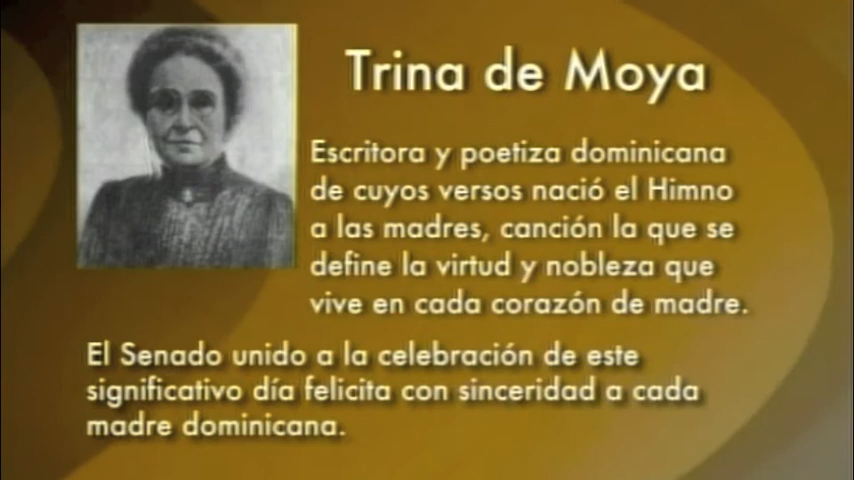 Trina de Moya
Escritora y poetiza dominicana
de cuyos versos nació el Himno
a las madres, canción la que se
define la virtud y nobleza que
vive en cada corazón de madre.
El Senado unido a la celebración de este
significativo día felicita con sinceridad a cada
madre dominicana.